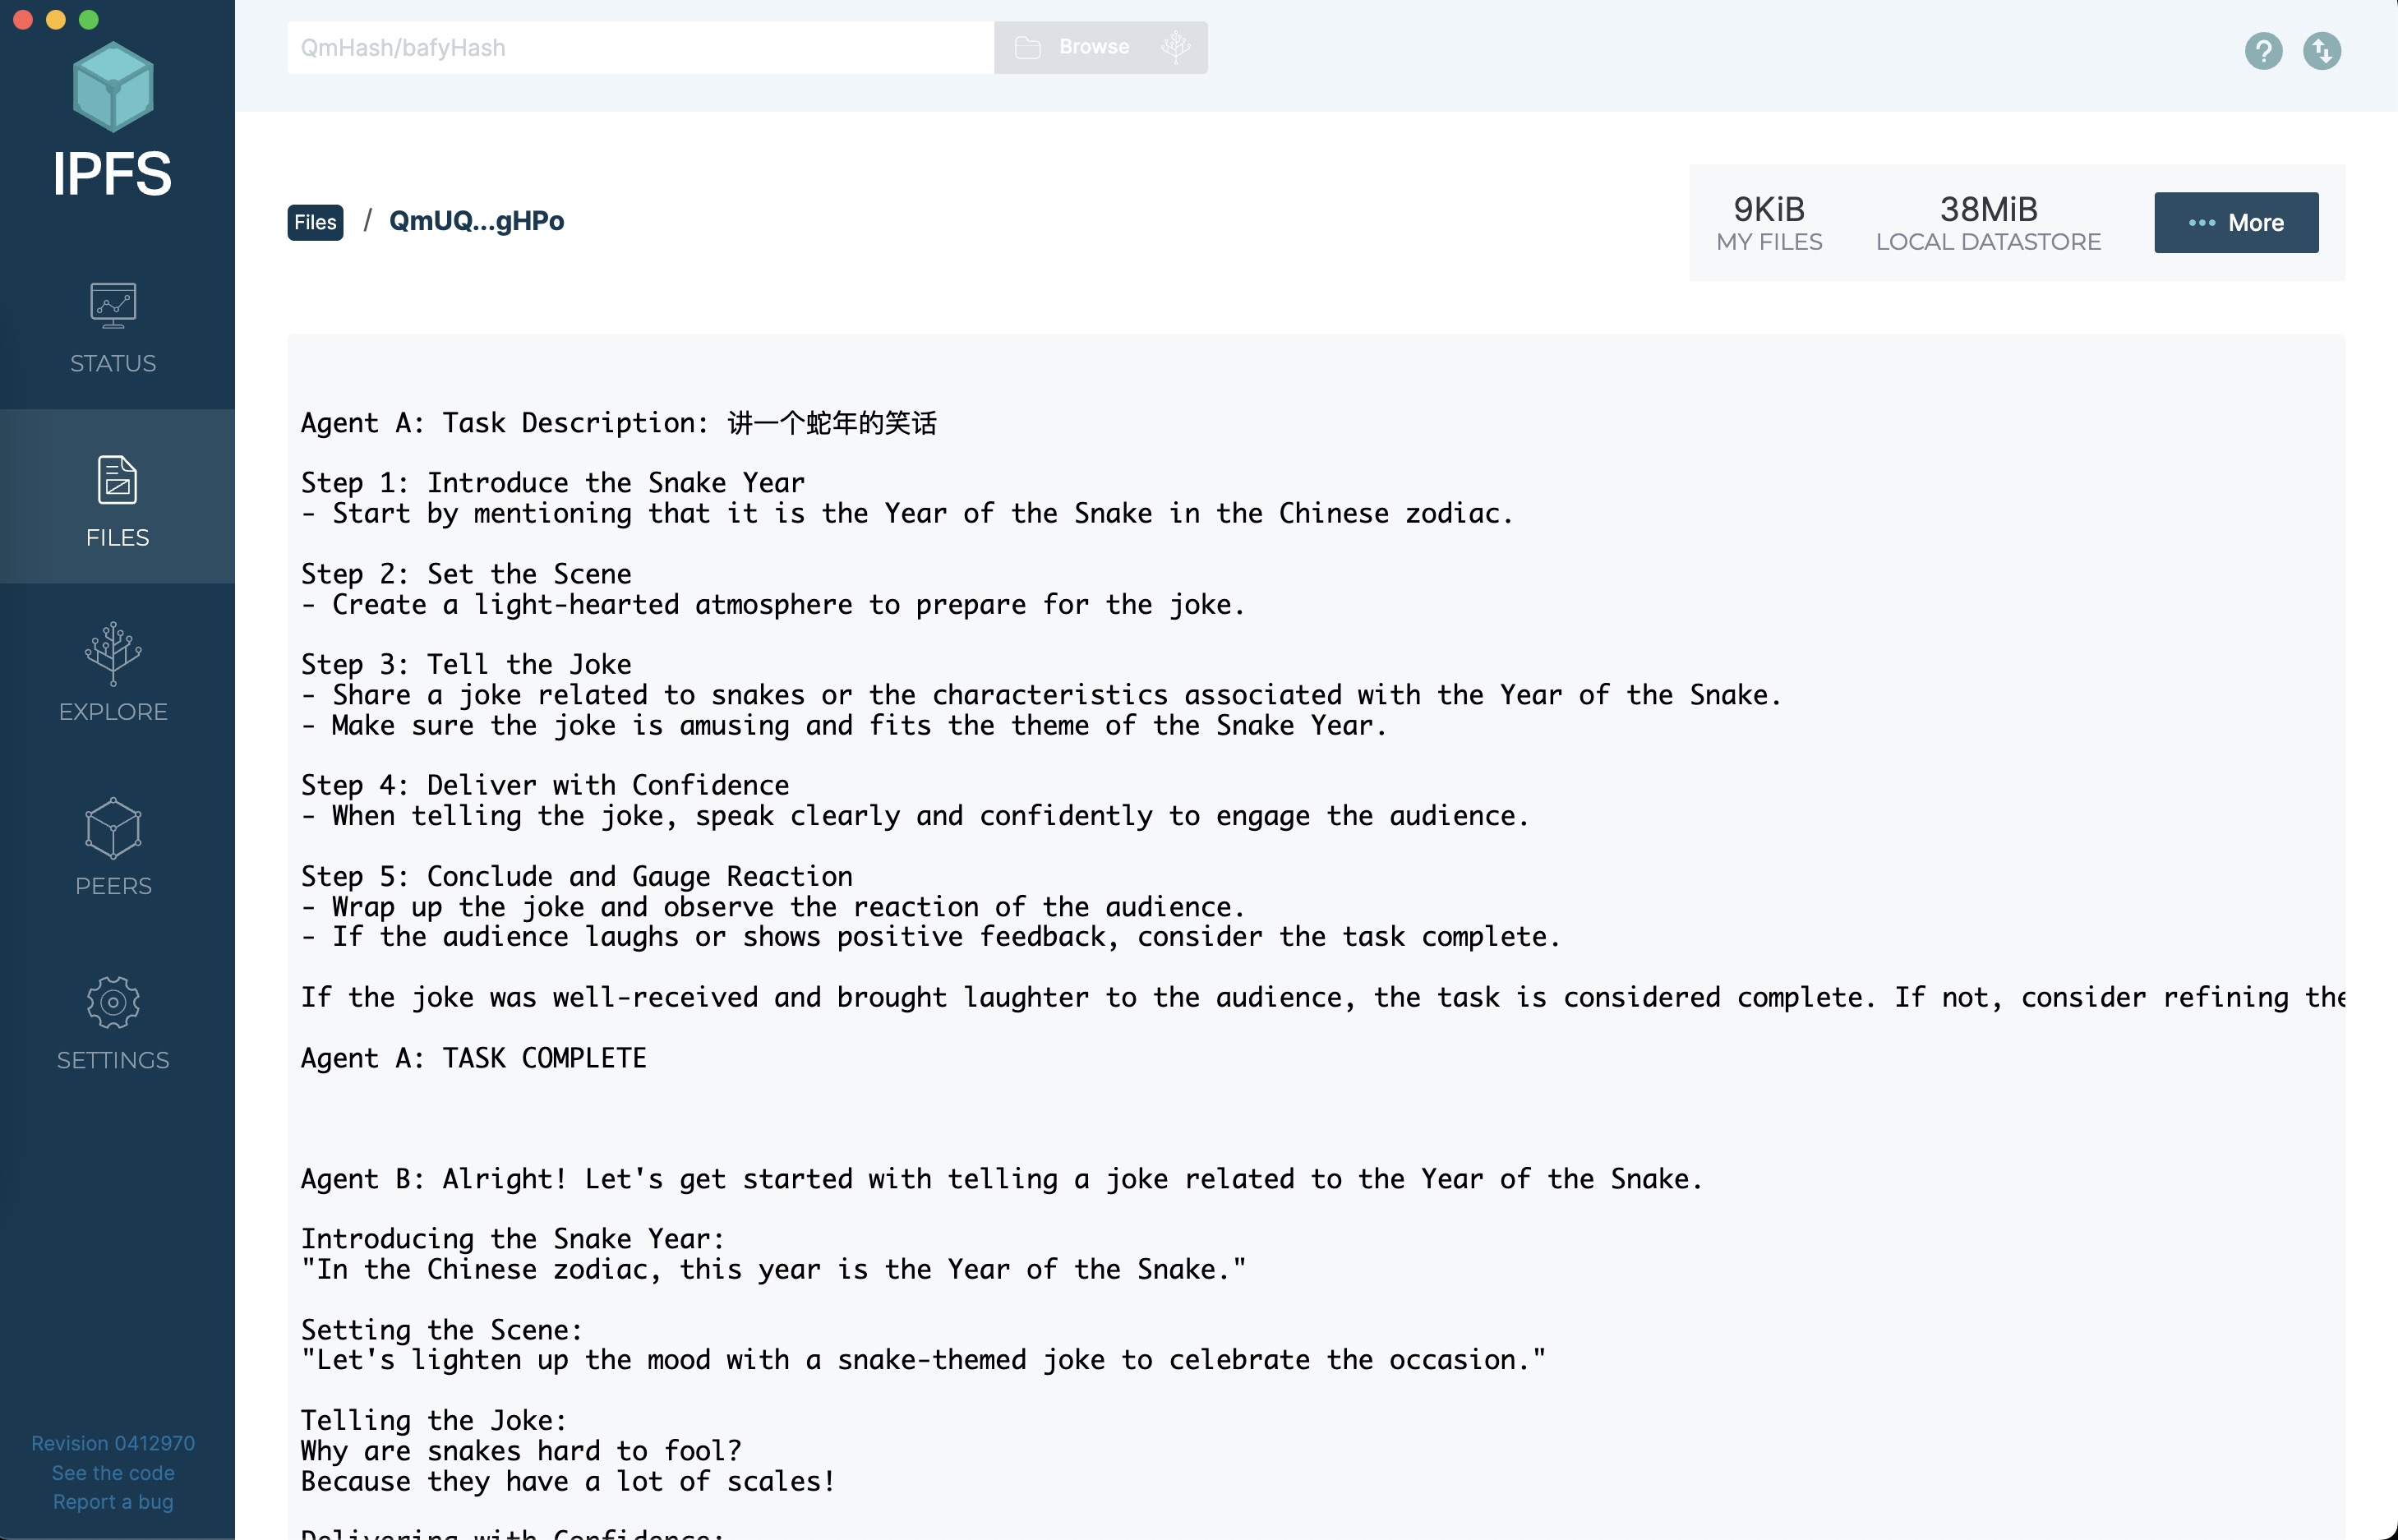 QmHash/bafyHash
Browse
IPFS
Files / QmUQ...gHPo
9KiB
MY FILES
38MiB
LOCAL DATASTORE
More
STATUS
FILES
EXPLORE
PEERS
SETTINGS
Revision 0412970
See the code
Report a bug
Agent A: Task Description: 讲一个蛇年的笑话
Step 1: Introduce the Snake Year
- Start by mentioning that it is the Year of the Snake in the Chinese zodiac.
Step 2: Set the Scene
- Create a light-hearted atmosphere to prepare for the joke.
Step 3: Tell the Joke
- Share a joke related to snakes or the characteristics associated with the Year of the Snake.
- Make sure the joke is amusing and fits the theme of the Snake Year.
Step 4: Deliver with Confidence
- When telling the joke, speak clearly and confidently to engage the audience.
Step 5: Conclude and Gauge Reaction
- Wrap up the joke and observe the reaction of the audience.
- If the audience laughs or shows positive feedback, consider the task complete.
If the joke was well-received and brought laughter to the audience, the task is considered complete. If not, consider refining the
Agent A: TASK COMPLETE
Agent B: Alright! Let's get started with telling a joke related to the Year of the Snake.
Introducing the Snake Year:
"In the Chinese zodiac, this year is the Year of the Snake."
Setting the Scene:
"Let's lighten up the mood with a snake-themed joke to celebrate the occasion."
Telling the Joke:
Why are snakes hard to fool?
Because they have a lot of scales!
Delivering with Confidence: